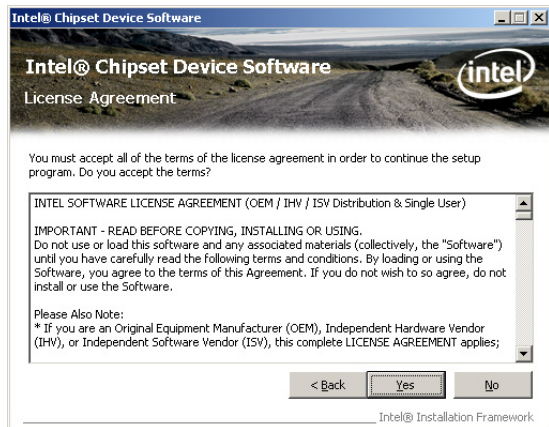 Intel® Chipset Device Software
Intel® Chipset Device Software
intel
License Agreement
You must accept all of the terms of the license agreement in order to continue the setup
program. Do you accept the terms?
INTEL SOFTWARE LICENSE AGREEMENT (OEM / IHV / ISV Distribution & Single User)
IMPORTANT - READ BEFORE COPYING, INSTALLING OR USING.
Do not use or load this software and any associated materials (collectively, the "Software")
until you have carefully read the following terms and conditions. By loading or using the
Software, you agree to the terms of this Agreement. If you do not wish to so agree, do not
install or use the Software.
Please Also Note:
* If you are an Original Equipment Manufacturer (OEM), Independent Hardware Vendor
(IHV), or Independent Software Vendor (ISV), this complete LICENSE AGREEMENT applies;
< Back Yes No
Intel® Installation Framework